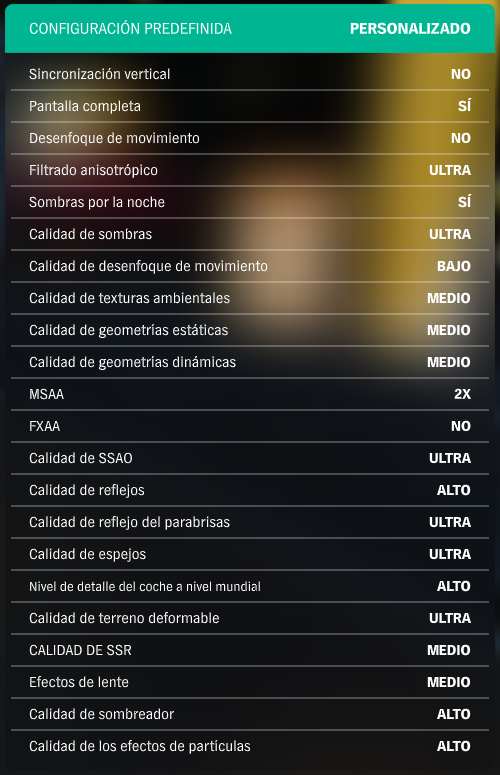 CONFIGURACIÓN PREDEFINIDA PERSONALIZADO
Sincronización vertical NO
Pantalla completa SÍ
Desenfoque de movimiento NO
Filtrado anisotrópico ULTRA
Sombras por la noche SÍ
Calidad de sombras ULTRA
Calidad de desenfoque de movimiento BAJO
Calidad de texturas ambientales MEDIO
Calidad de geometrías estáticas MEDIO
Calidad de geometrías dinámicas MEDIO
MSAA 2X
FXAA NO
Calidad de SSAO ULTRA
Calidad de reflejos ALTO
Calidad de reflejo del parabrisas ULTRA
Calidad de espejos ULTRA
Nivel de detalle del coche a nivel mundial ALTO
Calidad de terreno deformable ULTRA
CALIDAD DE SSR MEDIO
Efectos de lente MEDIO
Calidad de sombreador ALTO
Calidad de los efectos de partículas ALTO